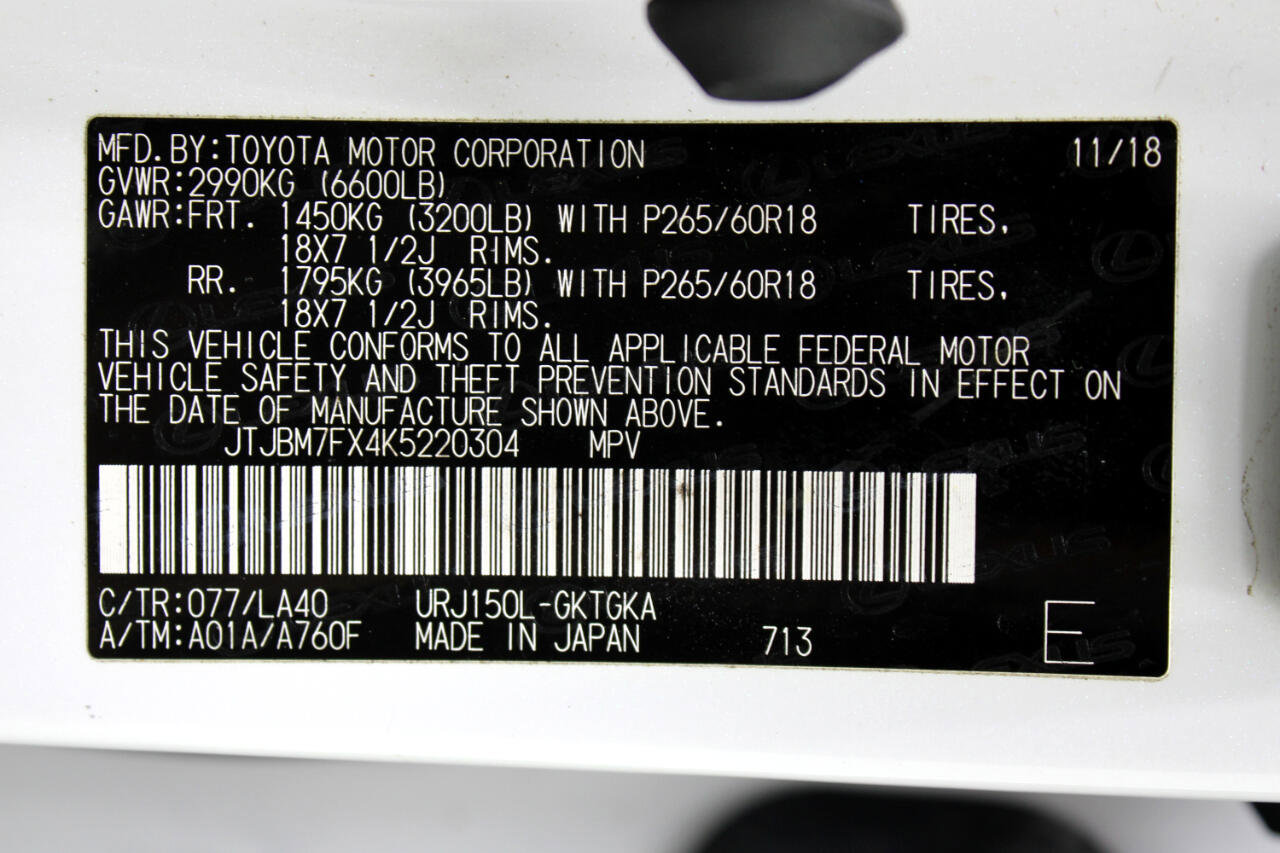 MFD.BY:TOYOTA MOTOR CORPORATION 11/18
GVWR:2990KG (6600LB)
GAWR:FRT. 1450KG (3200LB) WITH P265/60R18 TIRES,
18X7 1/2J RIMS.
RR. 1795KG (3965LB) WITH P265/60R18 TIRES,
18X7 1/2J RIMS.
THIS VEHICLE CONFORMS TO ALL APPLICABLE FEDERAL MOTOR
VEHICLE SAFETY AND THEFT PREVENTION STANDARDS IN EFFECT ON
THE DATE OF MANUFACTURE SHOWN ABOVE.
JTJBM7FX4K5220304 MPV
C/TR:077/LA40 URJ150L-GKTGKA
A/TM:A01A/A760F MADE IN JAPAN 713 E